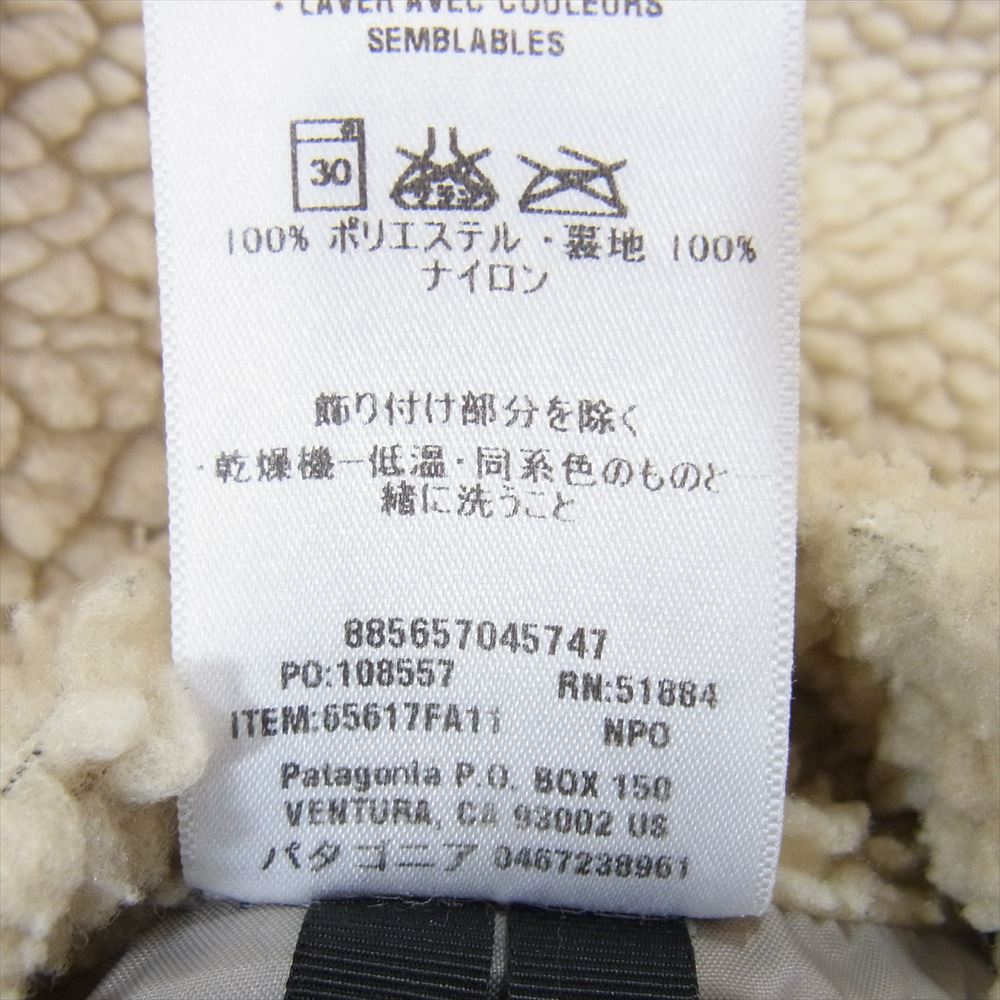 • LAVER AVEC COULEURS
SEMBLABLES
30
100% ポリエステル・裏地 100%
ナイロン
飾り付け部分を除く
・乾燥機ー低温・同系色のものと
緒に洗うこと
885657045747
PO:108557 RN:51884
ITEM:65617FA11 NPO
Patagonia P.O. BOX 150
VENTURA, CA 93002 US
パタゴニア 0467238961